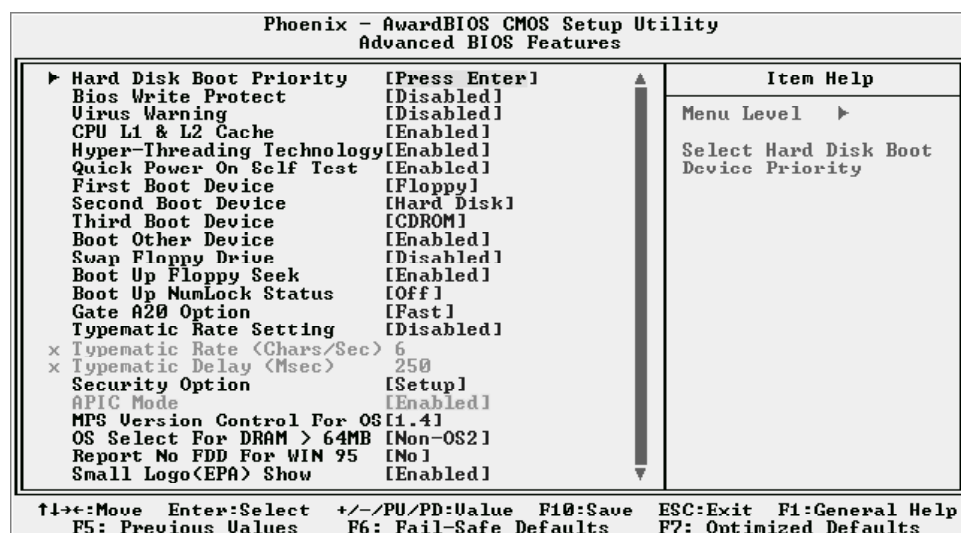 Phoenix - AwardBIOS CMOS Setup Utility
Advanced BIOS Features
Hard Disk Boot Priority [Press Enter]
Bios Write Protect [Disabled]
Virus Warning [Disabled]
CPU L1 & L2 Cache [Enabled]
Hyper-Threading Technology[Enabled]
Quick Power On Self Test [Enabled]
First Boot Device [Floppy]
Second Boot Device [Hard Disk]
Third Boot Device [CDROM]
Boot Other Device [Enabled]
Swap Floppy Drive [Disabled]
Boot Up Floppy Seek [Enabled]
Boot Up NumLock Status [Off]
Gate A20 Option [Fast]
Typematic Rate Setting [Disabled]
x Typematic Rate (Chars/Sec) 6
x Typematic Delay (Msec) 250
Security Option [Setup]
APIC Mode [Enabled]
MPS Version Control For OS[1.4]
OS Select For DRAM > 64MB [Non-OS2]
Report No FDD For WIN 95 [No]
Small Logo(EPA) Show [Enabled]
Item Help
Menu Level
Select Hard Disk Boot
Device Priority
↑↓→←:Move Enter:Select +/-/PU/PD:Value F10:Save ESC:Exit F1:General Help
F5: Previous Values F6: Fail-Safe Defaults F7: Optimized Defaults